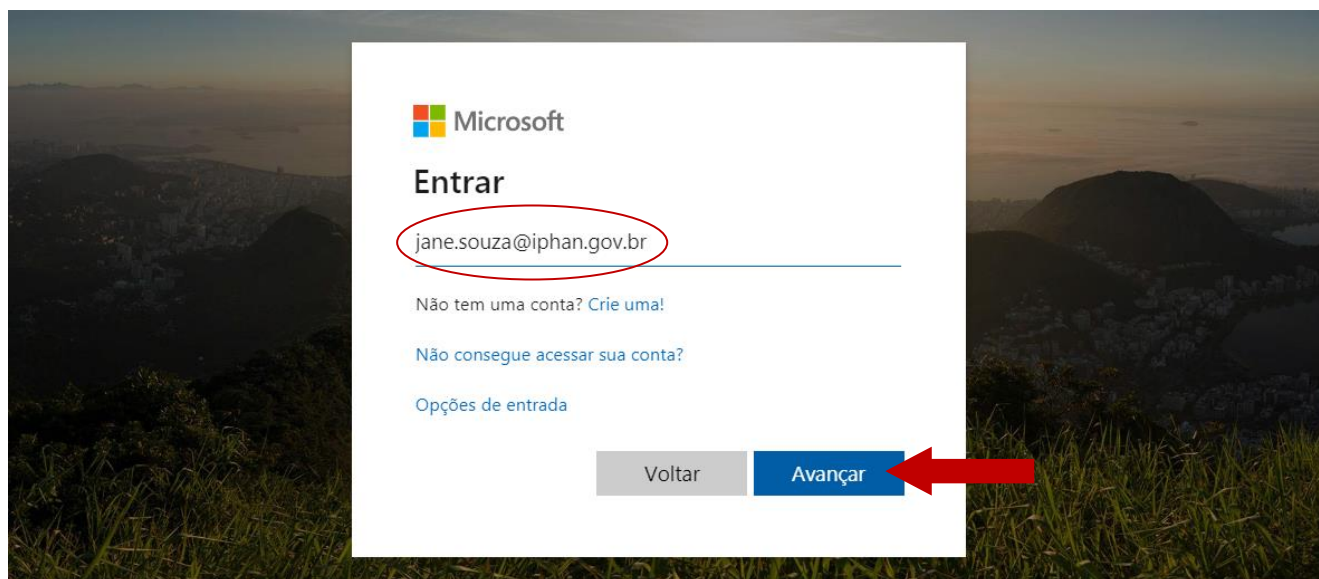 Microsoft
Entrar
jane.souza@iphan.gov.br
Não tem uma conta? Crie uma!
Não consegue acessar sua conta?
Opções de entrada
Voltar Avançar